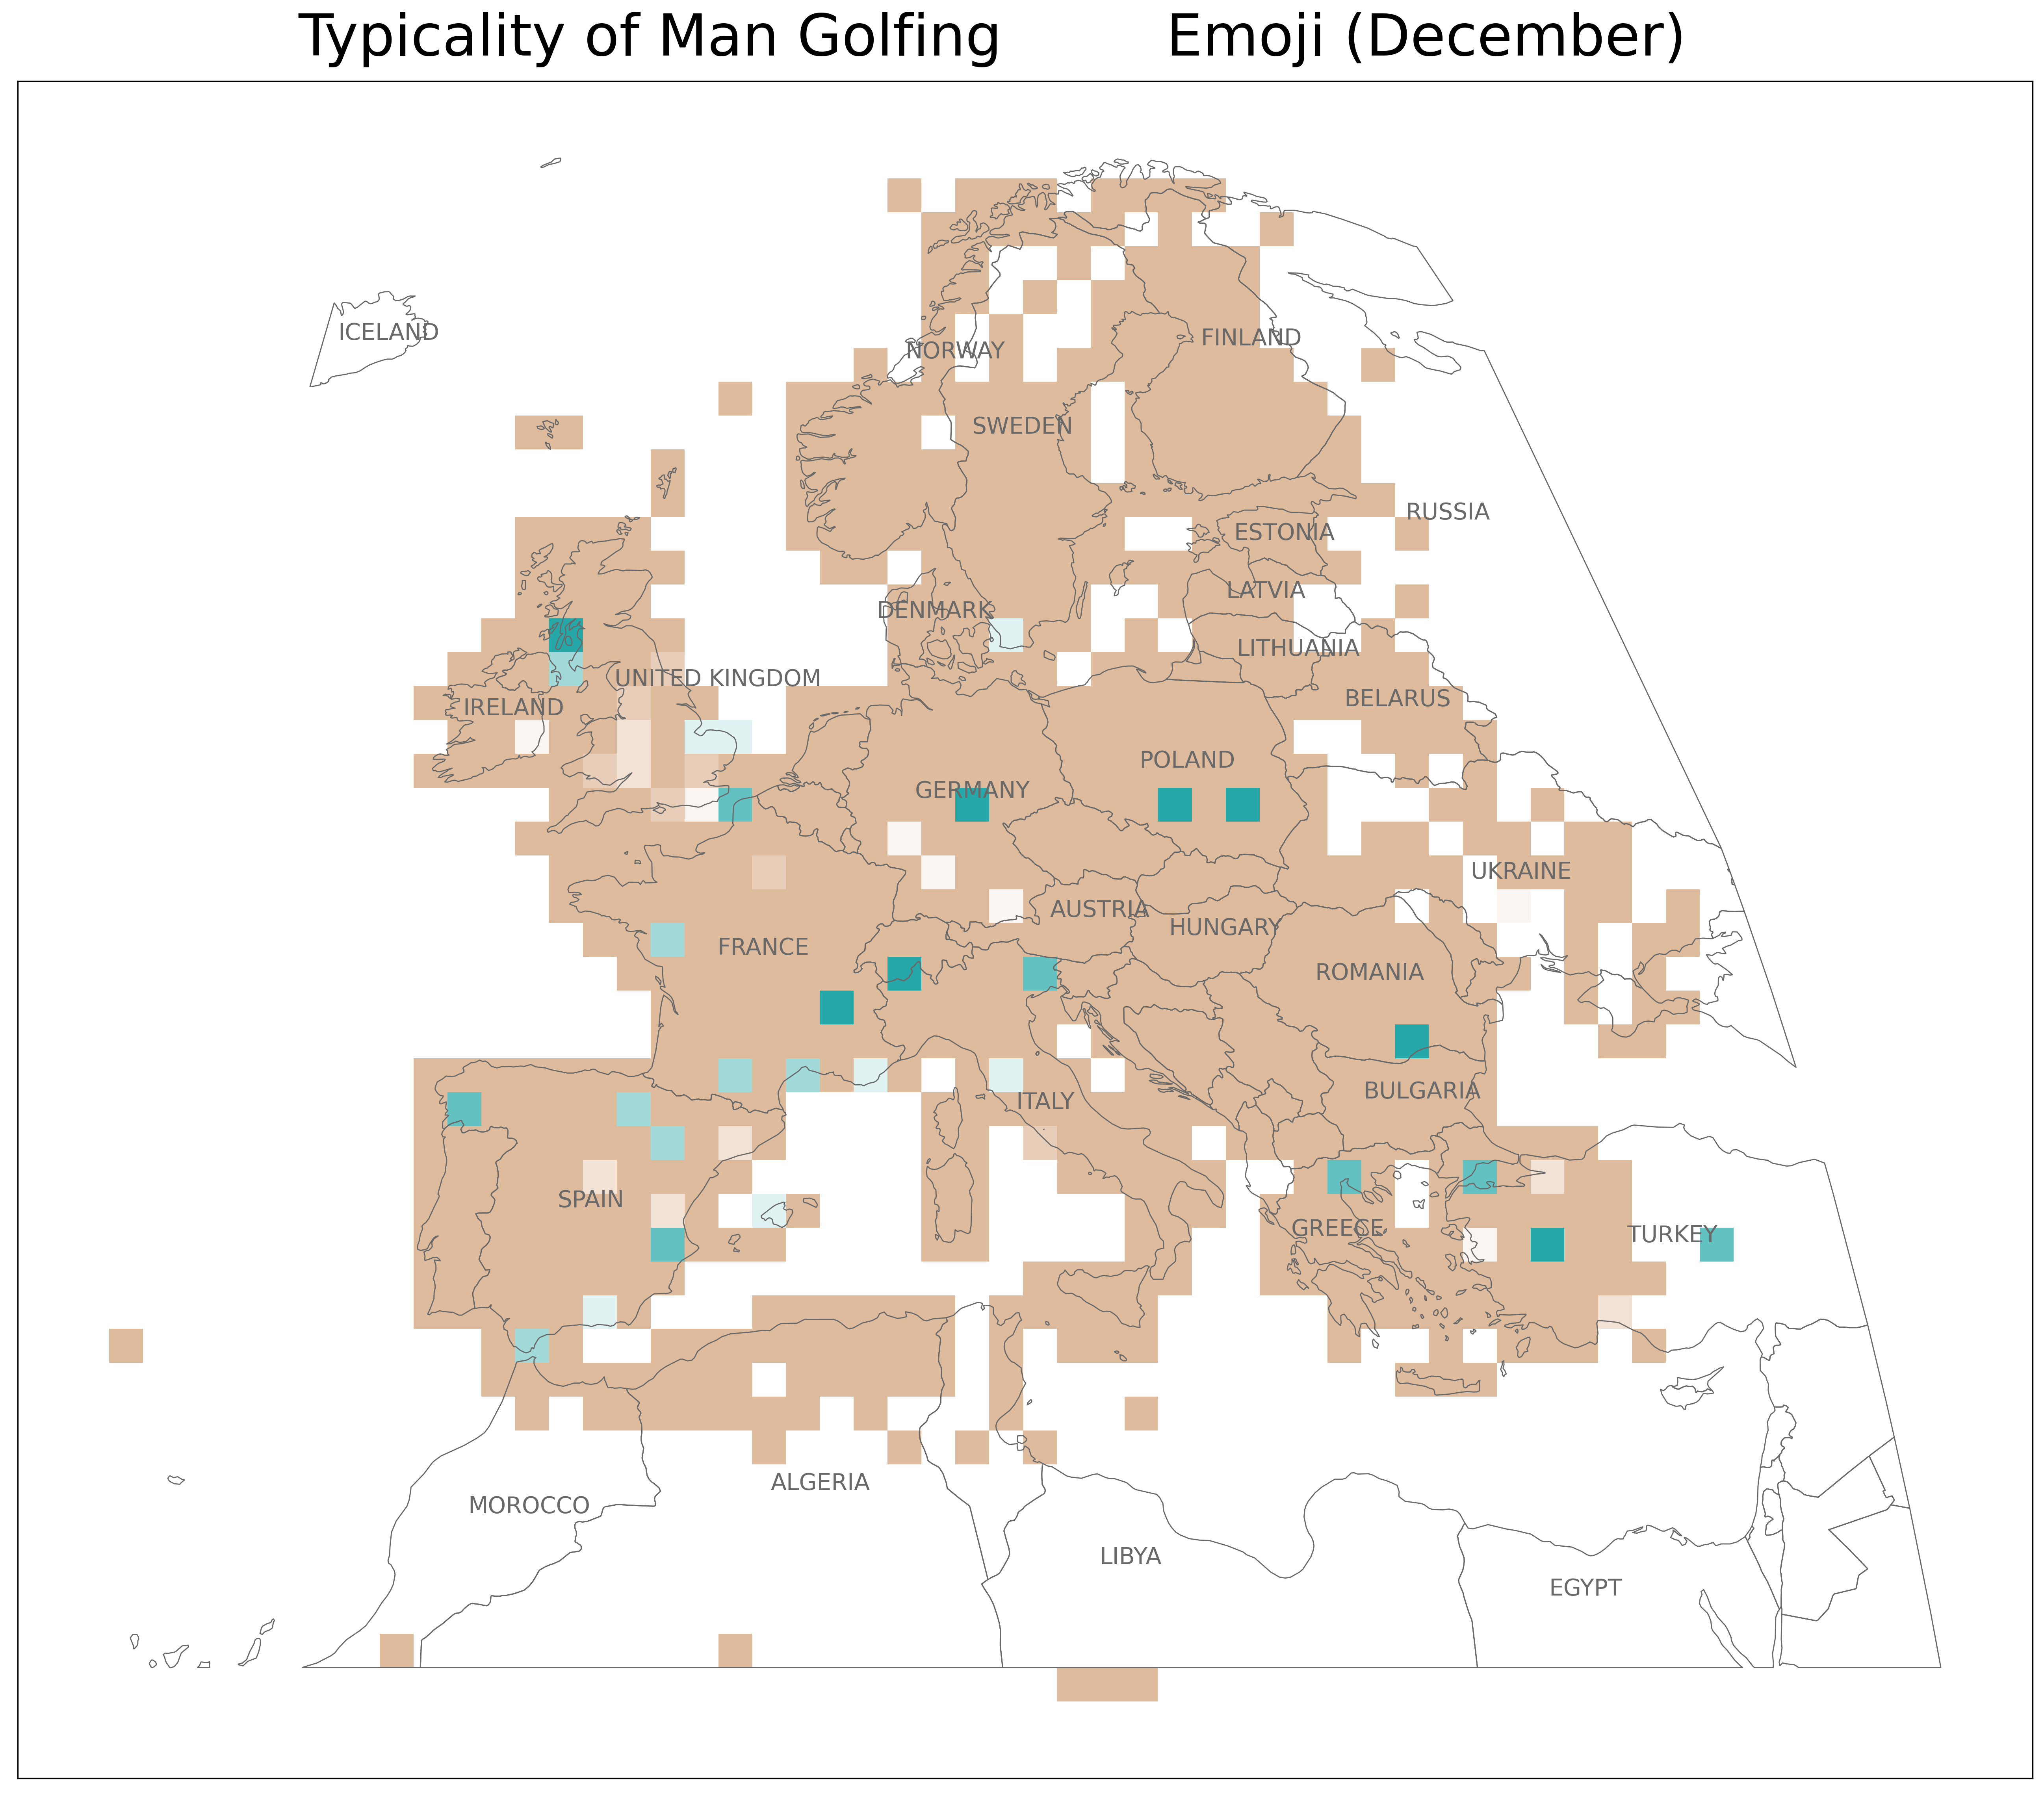 Typicality of Man Golfing Emoji (December)
ICELAND
NORWAY
FINLAND
SWEDEN
RUSSIA
ESTONIA
LATVIA
DENMARK
LITHUANIA
UNITED KINGDOM
BELARUS
IRELAND
POLAND
GERMANY
UKRAINE
AUSTRIA
HUNGARY
FRANCE
ROMANIA
BULGARIA
ITALY
SPAIN
GREECE
TURKEY
ALGERIA
MOROCCO
LIBYA
EGYPT